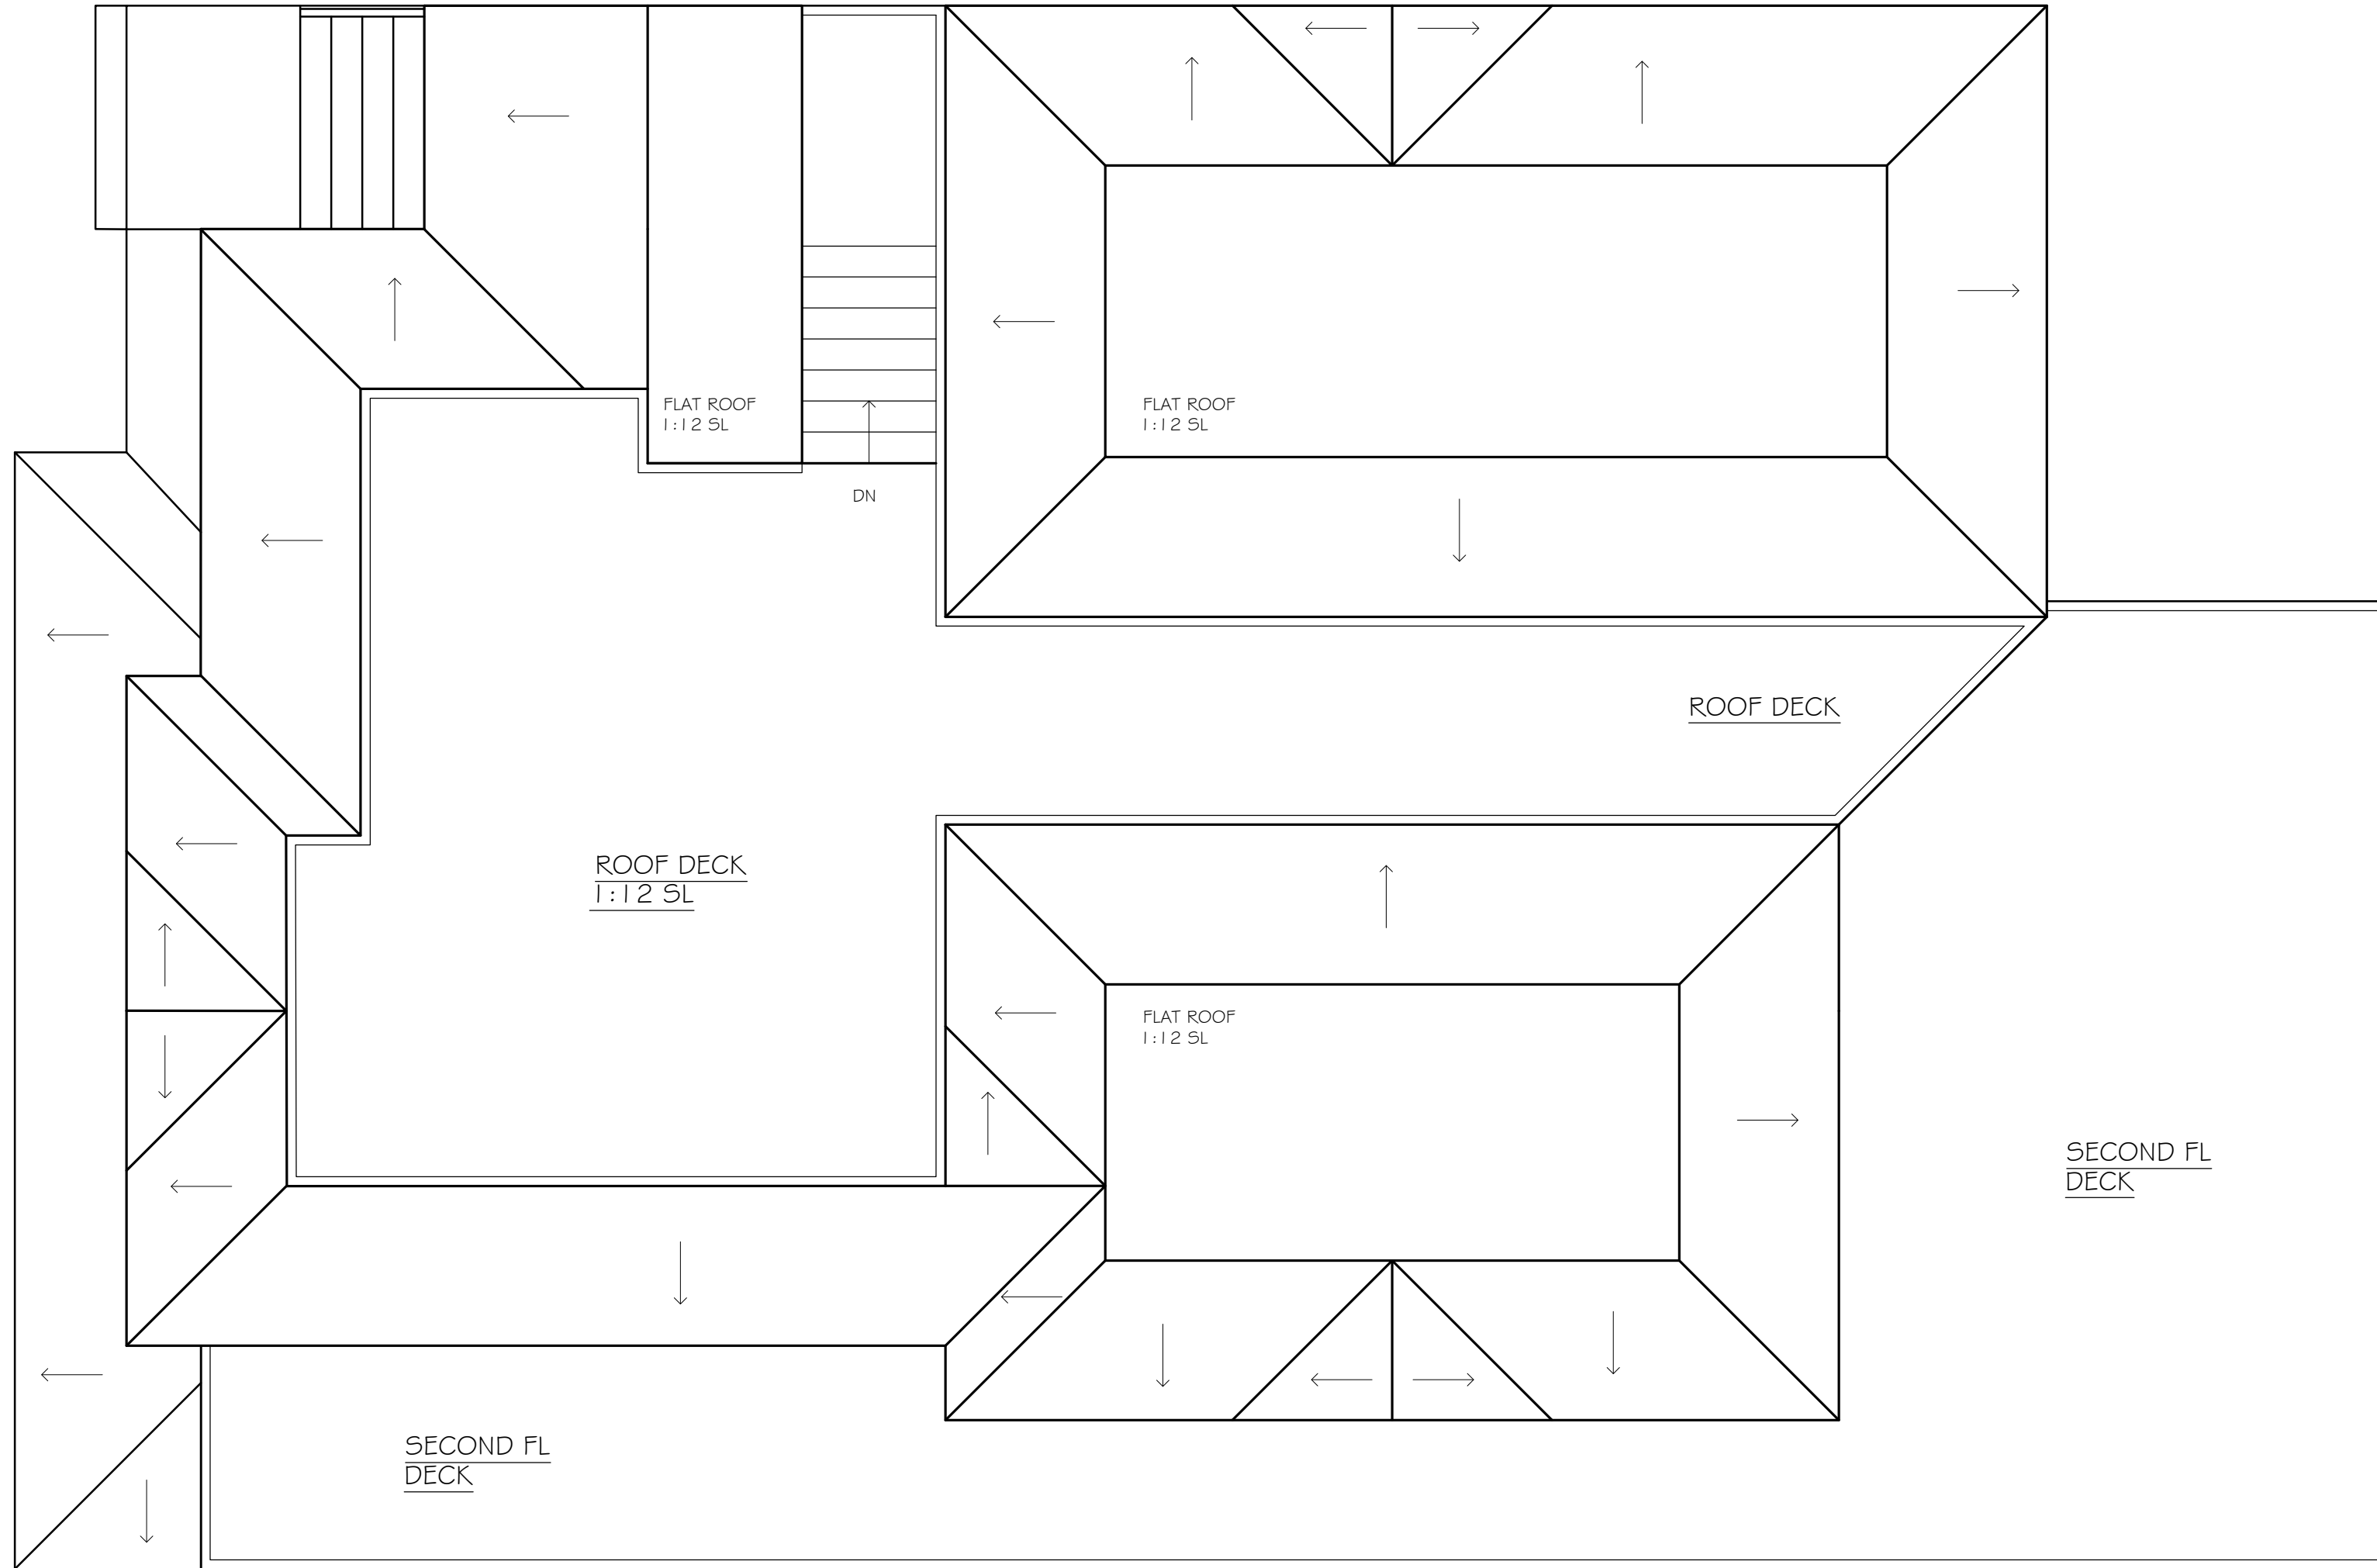 FLAT ROOF
1:12 SL
FLAT ROOF
1:12 SL
DN
ROOF DECK
ROOF DECK
1:12 SL
FLAT ROOF
1:12 SL
SECOND FL
DECK
SECOND FL
DECK